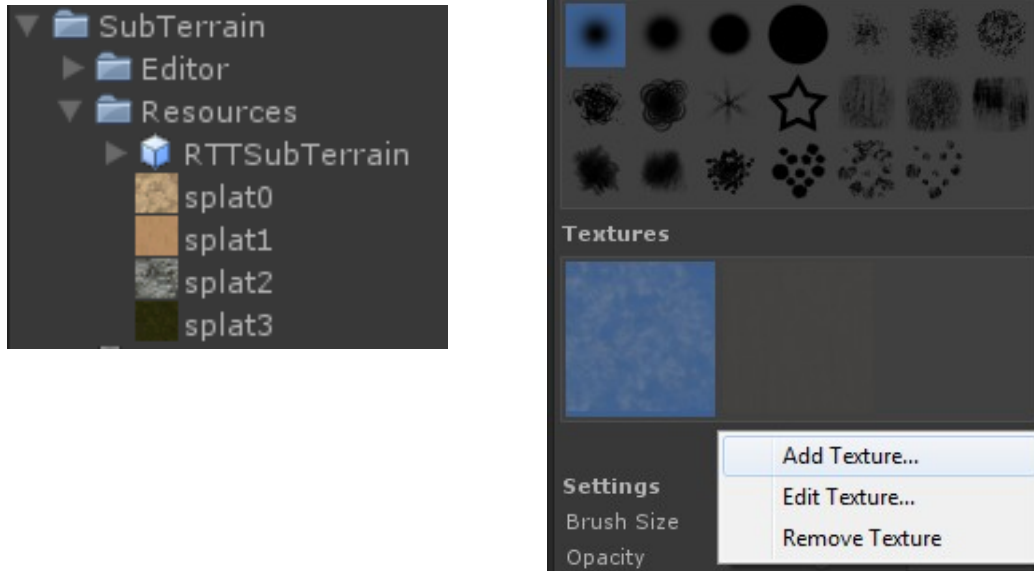 SubTerrain
Editor
Resources
RTTSubTerrain
splat0
splat1
splat2
splat3
Textures
Add Texture...
Edit Texture...
Remove Texture
Settings
Brush Size
Opacity